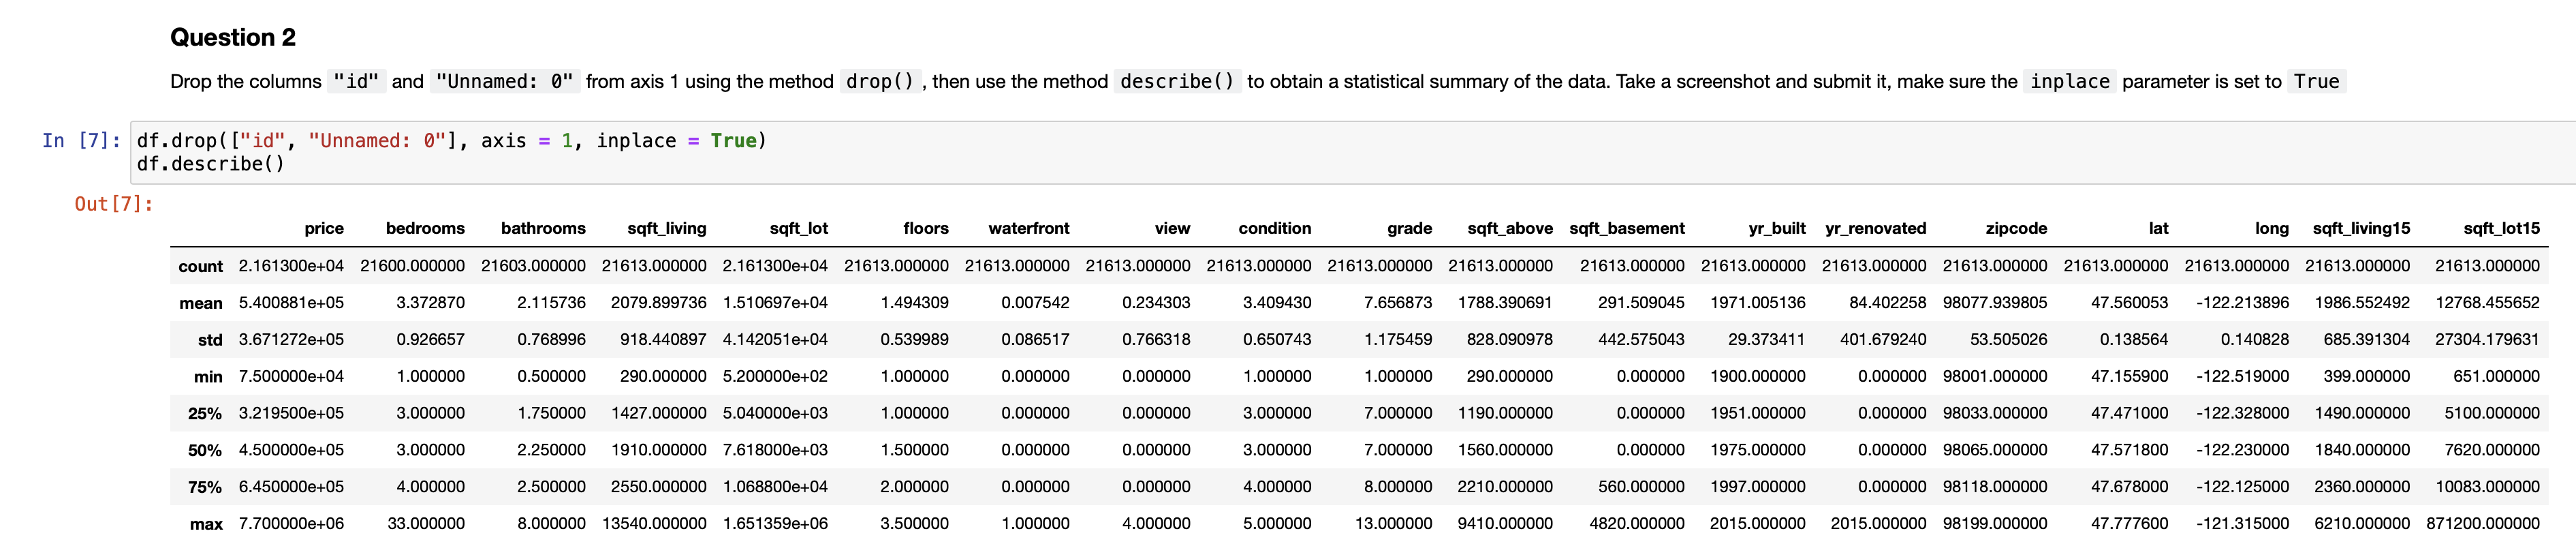 Question 2
Drop the columns "id" and "Unnamed: 0" from axis 1 using the method drop() , then use the method describe() to obtain a statistical summary of the data. Take a screenshot and submit it, make sure the inplace parameter is set to True
In [7]: df.drop(["id", "Unnamed: 0"], axis = 1, inplace = True)
df.describe()
Out[7]:
price bedrooms bathrooms sqft_living sqft_lot floors waterfront view condition grade sqft_above sqft_basement yr_built yr_renovated zipcode lat long sqft_living15 sqft_lot15
count 2.161300e+04 21600.000000 21603.000000 21613.000000 2.161300e+04 21613.000000 21613.000000 21613.000000 21613.000000 21613.000000 21613.000000 21613.000000 21613.000000 21613.000000 21613.000000 21613.000000 21613.000000 21613.000000 21613.000000
mean 5.400881e+05 3.372870 2.115736 2079.899736 1.510697e+04 1.494309 0.007542 0.234303 3.409430 7.656873 1788.390691 291.509045 1971.005136 84.402258 98077.939805 47.560053 -122.213896 1986.552492 12768.455652
std 3.671272e+05 0.926657 0.768996 918.440897 4.142051e+04 0.539989 0.086517 0.766318 0.650743 1.175459 828.090978 442.575043 29.373411 401.679240 53.505026 0.138564 0.140828 685.391304 27304.179631
min 7.500000e+04 1.000000 0.500000 290.000000 5.200000e+02 1.000000 0.000000 0.000000 1.000000 1.000000 290.000000 0.000000 1900.000000 0.000000 98001.000000 47.155900 -122.519000 399.000000 651.000000
25% 3.219500e+05 3.000000 1.750000 1427.000000 5.040000e+03 1.000000 0.000000 0.000000 3.000000 7.000000 1190.000000 0.000000 1951.000000 0.000000 98033.000000 47.471000 -122.328000 1490.000000 5100.000000
50% 4.500000e+05 3.000000 2.250000 1910.000000 7.618000e+03 1.500000 0.000000 0.000000 3.000000 7.000000 1560.000000 0.000000 1975.000000 0.000000 98065.000000 47.571800 -122.230000 1840.000000 7620.000000
75% 6.450000e+05 4.000000 2.500000 2550.000000 1.068800e+04 2.000000 0.000000 0.000000 4.000000 8.000000 2210.000000 560.000000 1997.000000 0.000000 98118.000000 47.678000 -122.125000 2360.000000 10083.000000
max 7.700000e+06 33.000000 8.000000 13540.000000 1.651359e+06 3.500000 1.000000 4.000000 5.000000 13.000000 9410.000000 4820.000000 2015.000000 2015.000000 98199.000000 47.777600 -121.315000 6210.000000 871200.000000